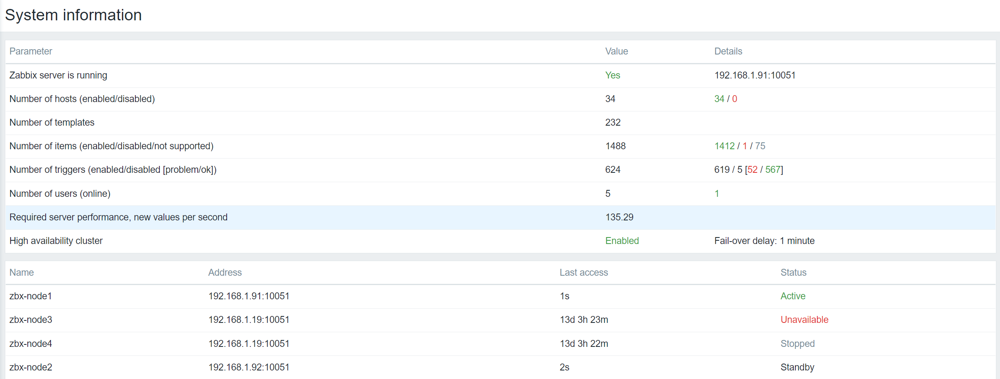 System information
Parameter Value Details
Zabbix server is running Yes 192.168.1.91:10051
Number of hosts (enabled/disabled) 34 34 / 0
Number of templates 232
Number of items (enabled/disabled/not supported) 1488 1412 / 1 / 75
Number of triggers (enabled/disabled [problem/ok]) 624 619 / 5 [52 / 567]
Number of users (online) 5 1
Required server performance, new values per second 135.29
High availability cluster Enabled Fail-over delay: 1 minute
Name Address Last access Status
zbx-node1 192.168.1.91:10051 1s Active
zbx-node3 192.168.1.19:10051 13d 3h 23m Unavailable
zbx-node4 192.168.1.19:10051 13d 3h 22m Stopped
zbx-node2 192.168.1.92:10051 2s Standby